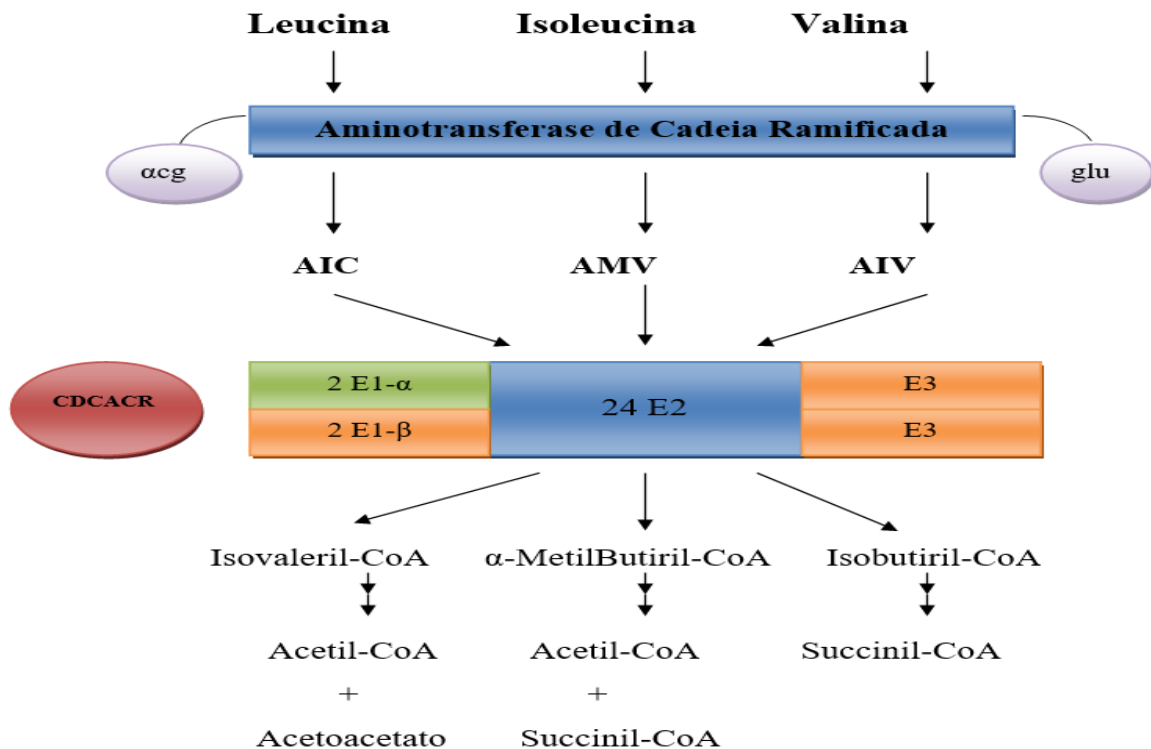 Leucina Isoleucina Valina
Aminotransferase de Cadeia Ramificada
αcg
glu
AIC AMV AIV
CDCACR
2 E1-α
2 E1-β
24 E2
E3
E3
Isovaleril-CoA α-MetilButiril-CoA Isobutiril-CoA
Acetil-CoA Acetil-CoA Succinil-CoA
+ +
Acetoacetato Succinil-CoA